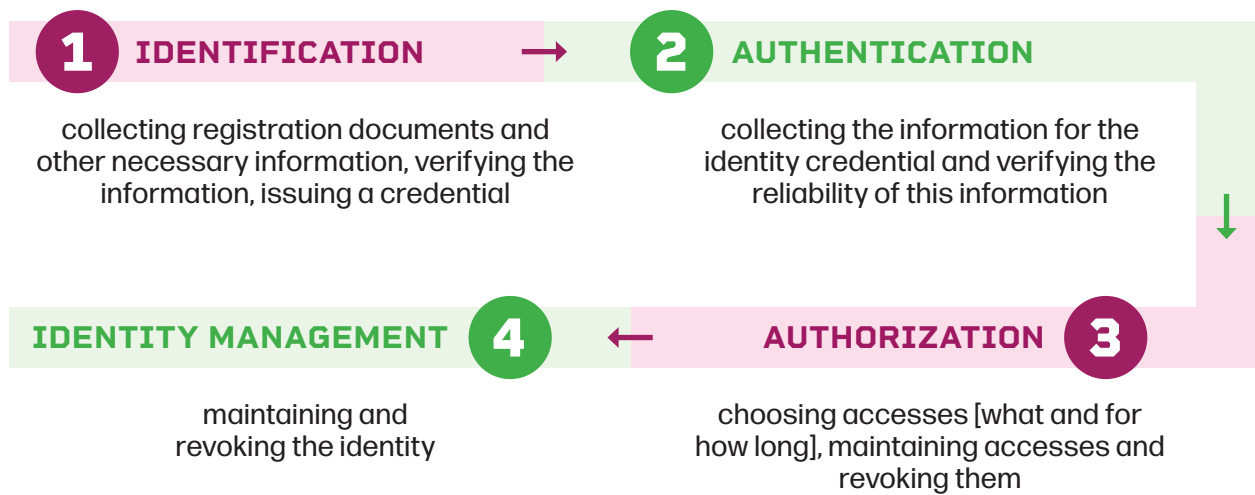 1 IDENTIFICATION →
collecting registration documents and
other necessary information, verifying the
information, issuing a credential
2 AUTHENTICATION
collecting the information for the
identity credential and verifying the
reliability of this information
↓
AUTHORIZATION 3
choosing accesses [what and for
how long], maintaining accesses and
revoking them
←
IDENTITY MANAGEMENT 4
maintaining and
revoking the identity